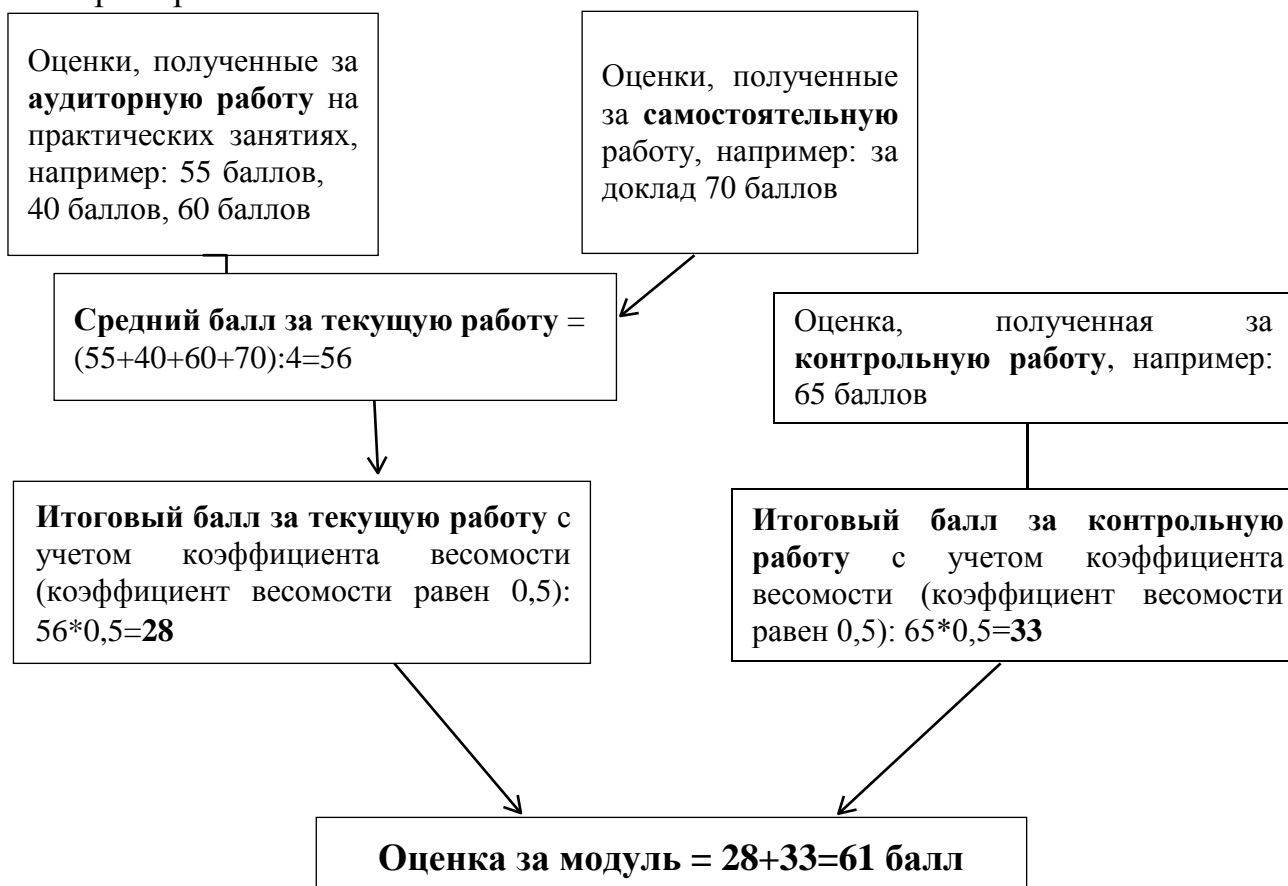 Оценки, полученные за
аудиторную работу на
практических занятиях,
например: 55 баллов,
40 баллов, 60 баллов
Оценки, полученные
за самостоятельную
работу, например: за
доклад 70 баллов
Средний балл за текущую работу =
(55+40+60+70):4=56
Оценка, полученная за
контрольную работу, например:
65 баллов
Итоговый балл за текущую работу с
учетом коэффициента весомости
(коэффициент весомости равен 0,5):
56*0,5=28
Итоговый балл за контрольную
работу с учетом коэффициента
весомости (коэффициент весомости
равен 0,5): 65*0,5=33
Оценка за модуль = 28+33=61 балл